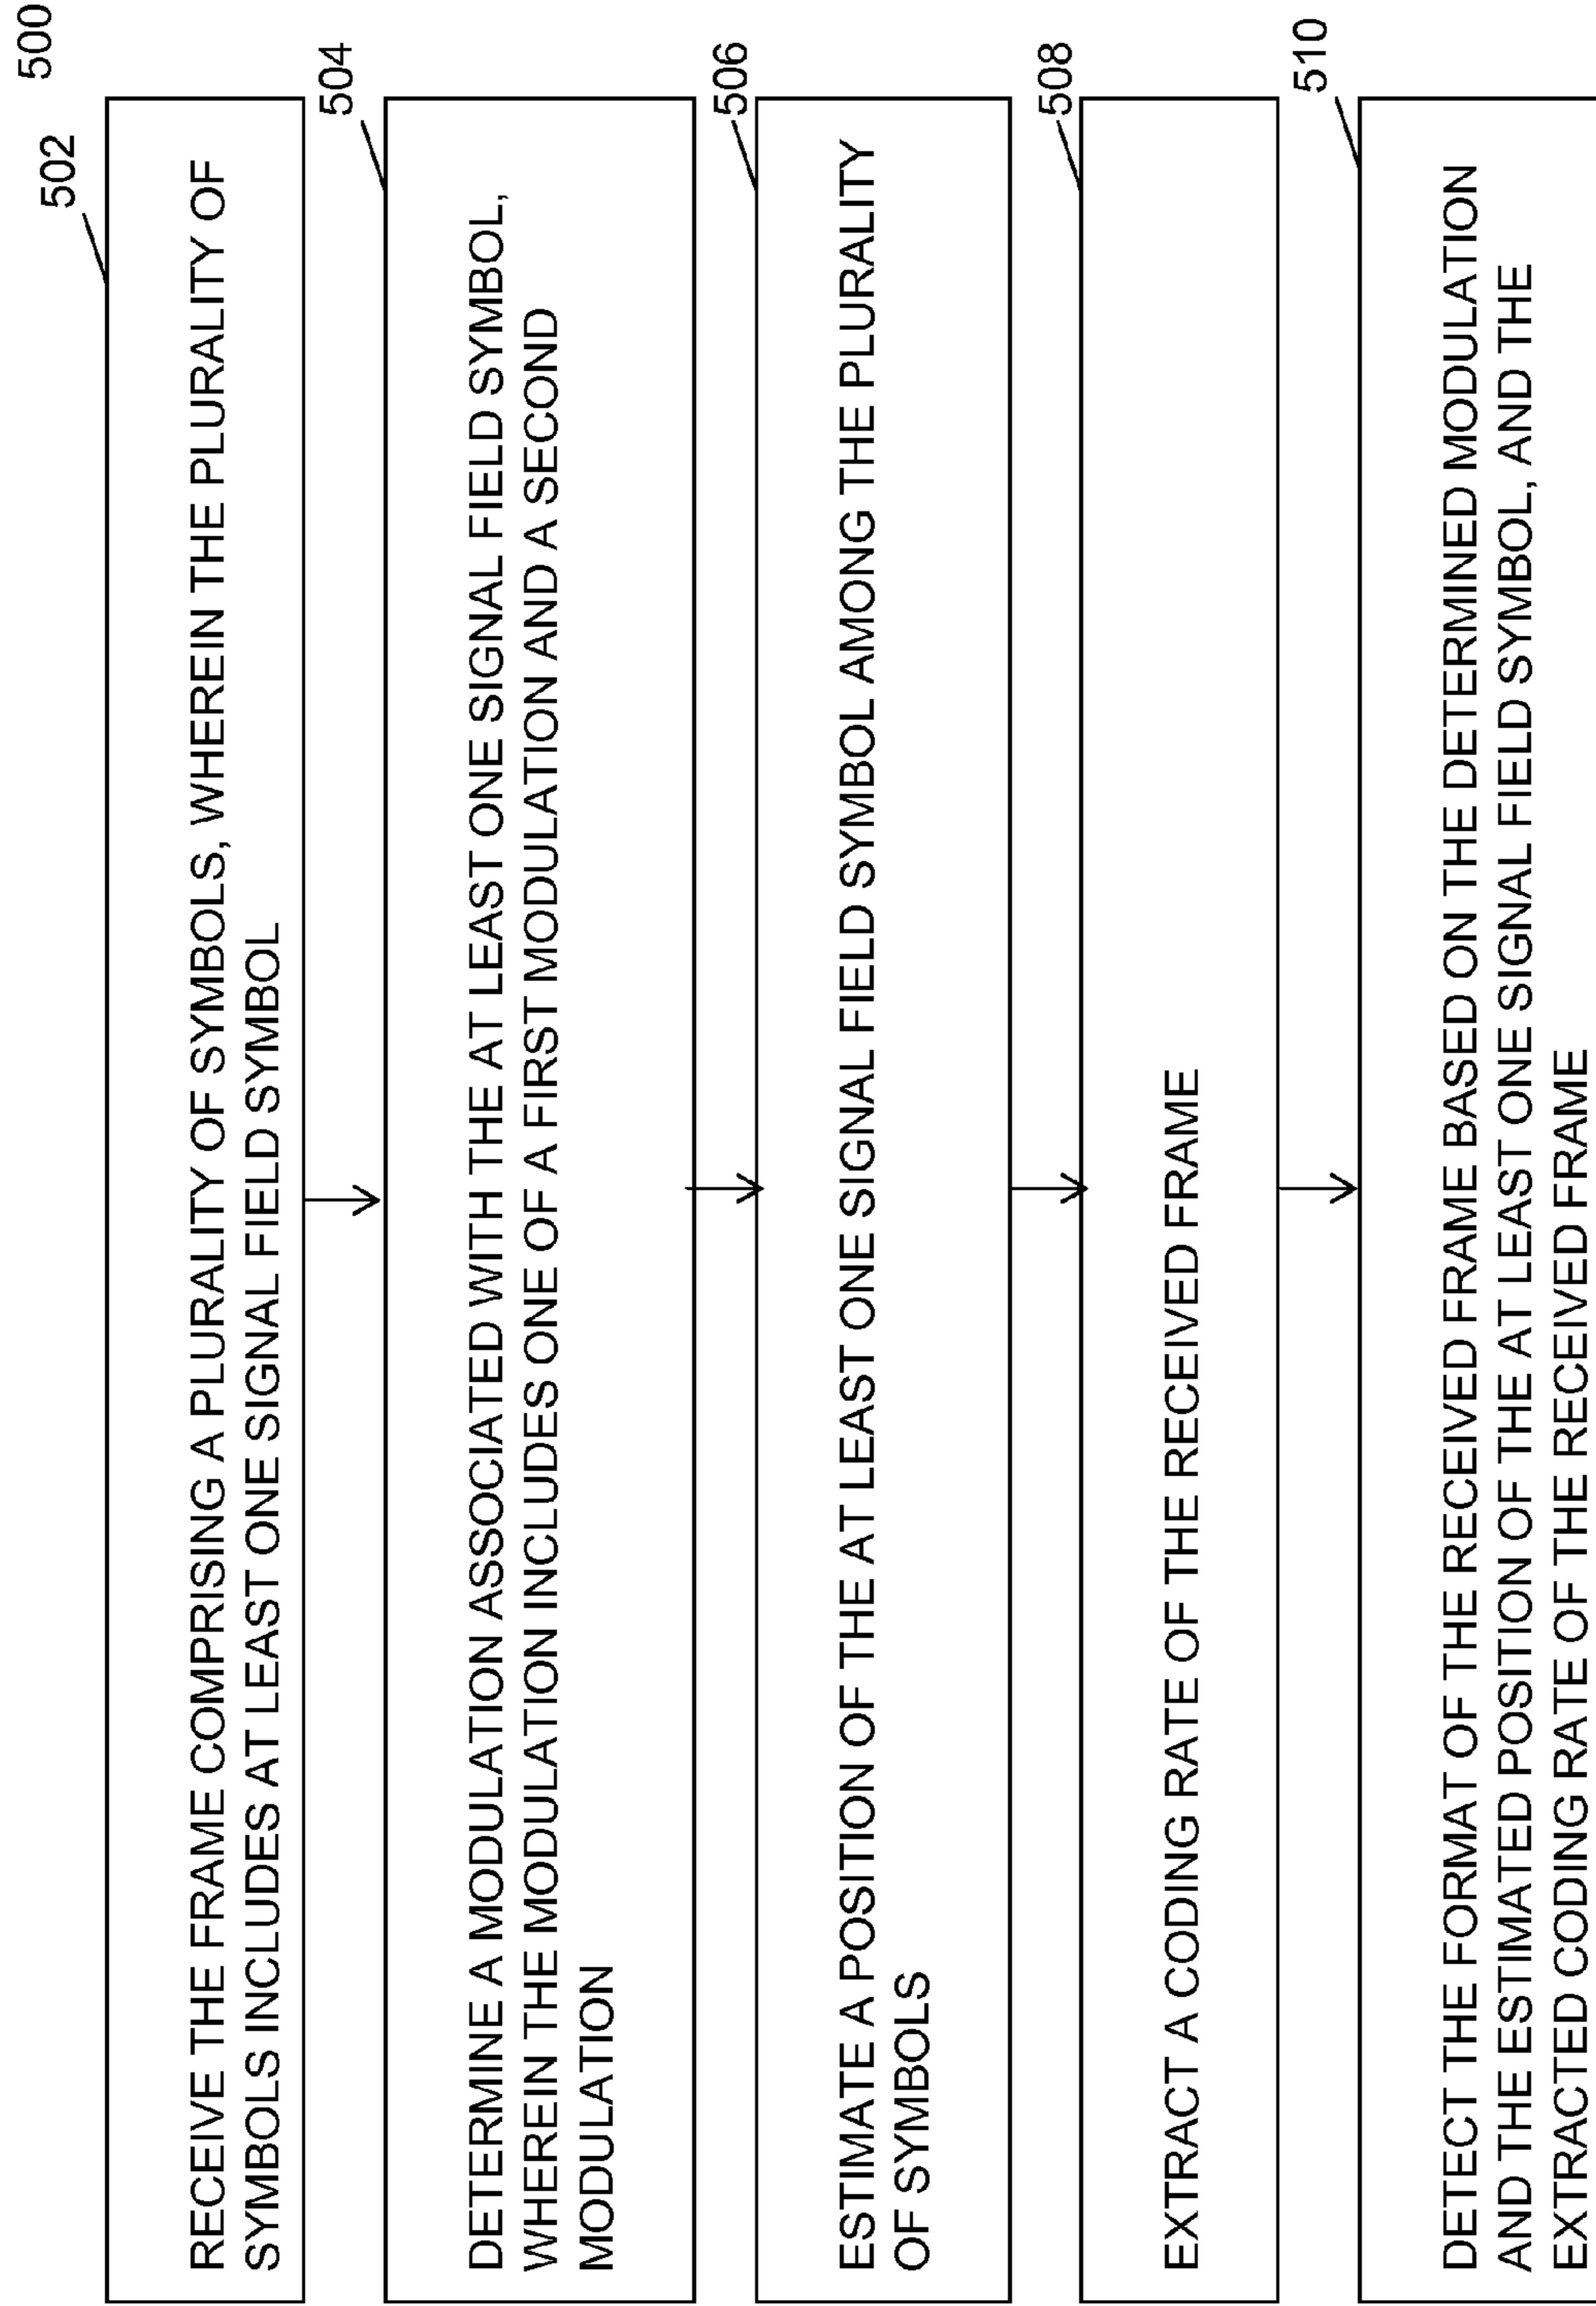 500
502
RECEIVE THE FRAME COMPRISING A PLURALITY OF SYMBOLS, WHEREIN THE PLURALITY OF
SYMBOLS INCLUDES AT LEAST ONE SIGNAL FIELD SYMBOL
504
DETERMINE A MODULATION ASSOCIATED WITH THE AT LEAST ONE SIGNAL FIELD SYMBOL,
WHEREIN THE MODULATION INCLUDES ONE OF A FIRST MODULATION AND A SECOND
MODULATION
506
ESTIMATE A POSITION OF THE AT LEAST ONE SIGNAL FIELD SYMBOL AMONG THE PLURALITY
OF SYMBOLS
508
EXTRACT A CODING RATE OF THE RECEIVED FRAME
510
DETECT THE FORMAT OF THE RECEIVED FRAME BASED ON THE DETERMINED MODULATION
AND THE ESTIMATED POSITION OF THE AT LEAST ONE SIGNAL FIELD SYMBOL, AND THE
EXTRACTED CODING RATE OF THE RECEIVED FRAME